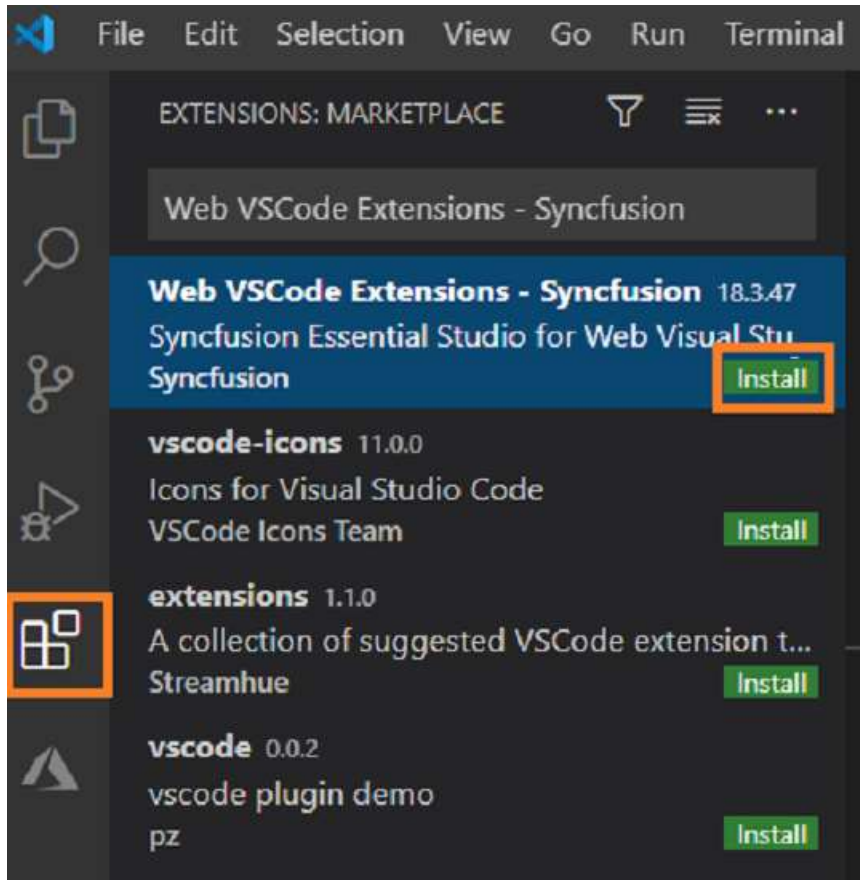 File Edit Selection View Go Run Terminal
EXTENSIONS: MARKETPLACE
Web VSCode Extensions - Syncfusion
Web VSCode Extensions - Syncfusion 18.3.47
Syncfusion Essential Studio for Web Visual Stu...
Syncfusion Install
vscode-icons 11.0.0
Icons for Visual Studio Code
VSCode Icons Team Install
extensions 1.1.0
A collection of suggested VSCode extension t...
Streamhue Install
vscode 0.0.2
vscode plugin demo
pz Install